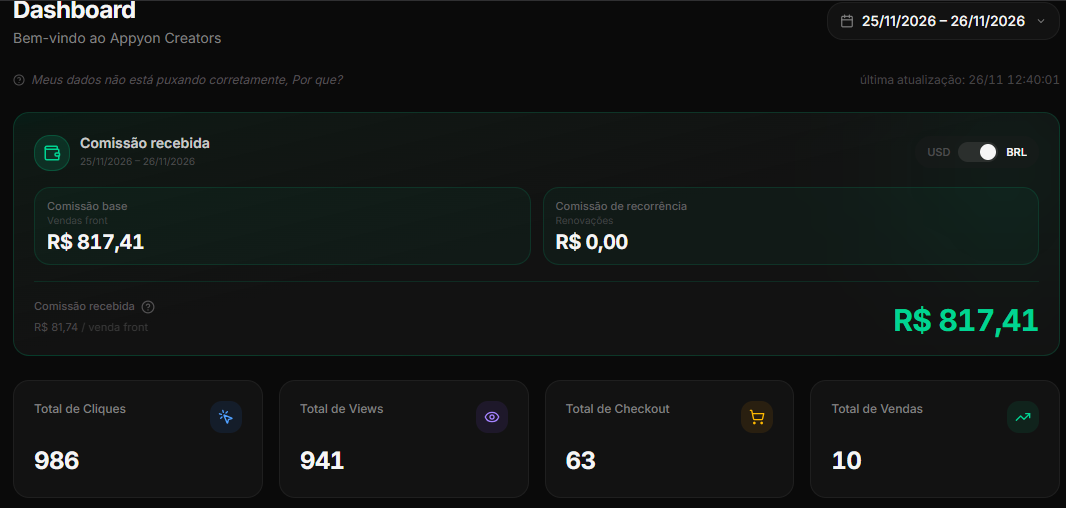 Dashboard
25/11/2026 – 26/11/2026
Bem-vindo ao Appyon Creators
Meus dados não está puxando corretamente, Por que?
última atualização: 26/11 12:40:01
Comissão recebida
25/11/2026 – 26/11/2026
USD
BRL
Comissão base
Vendas front
R$ 817,41
Comissão de recorrência
Renovações
R$ 0,00
Comissão recebida
R$ 81,74 / venda front
R$ 817,41
Total de Cliques
986
Total de Views
941
Total de Checkout
63
Total de Vendas
10